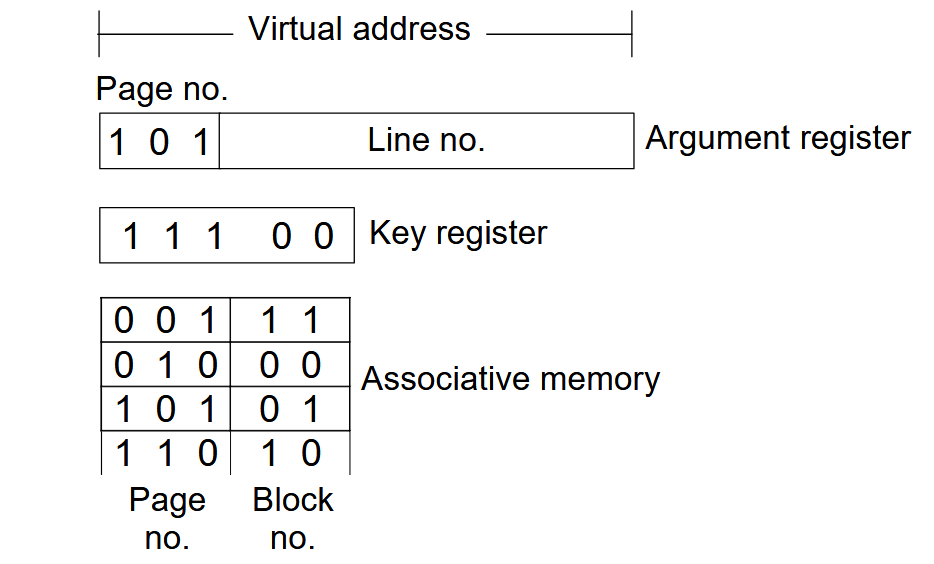 Virtual address
Page no.
1 0 1 Line no. Argument register
1 1 1 0 0 Key register
0 0 1 1 1
0 1 0 0 0
Associative memory
1 0 1 0 1
1 1 0 1 0
Page Block
no. no.